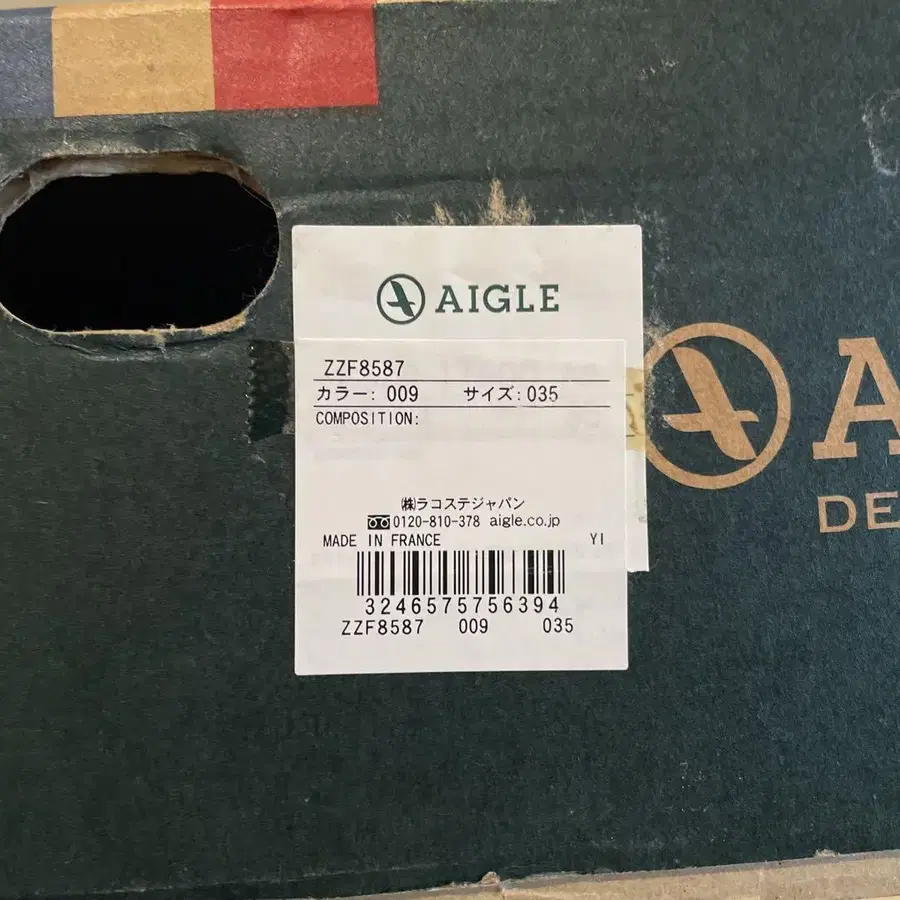 AIGLE
ZZF8587
カラー: 009 サイズ: 035
COMPOSITION:
㈱ラコステジャパン
0120-810-378 aigle.co.jp
MADE IN FRANCE YI
3246575756394
ZZF8587 009 035
A
DE